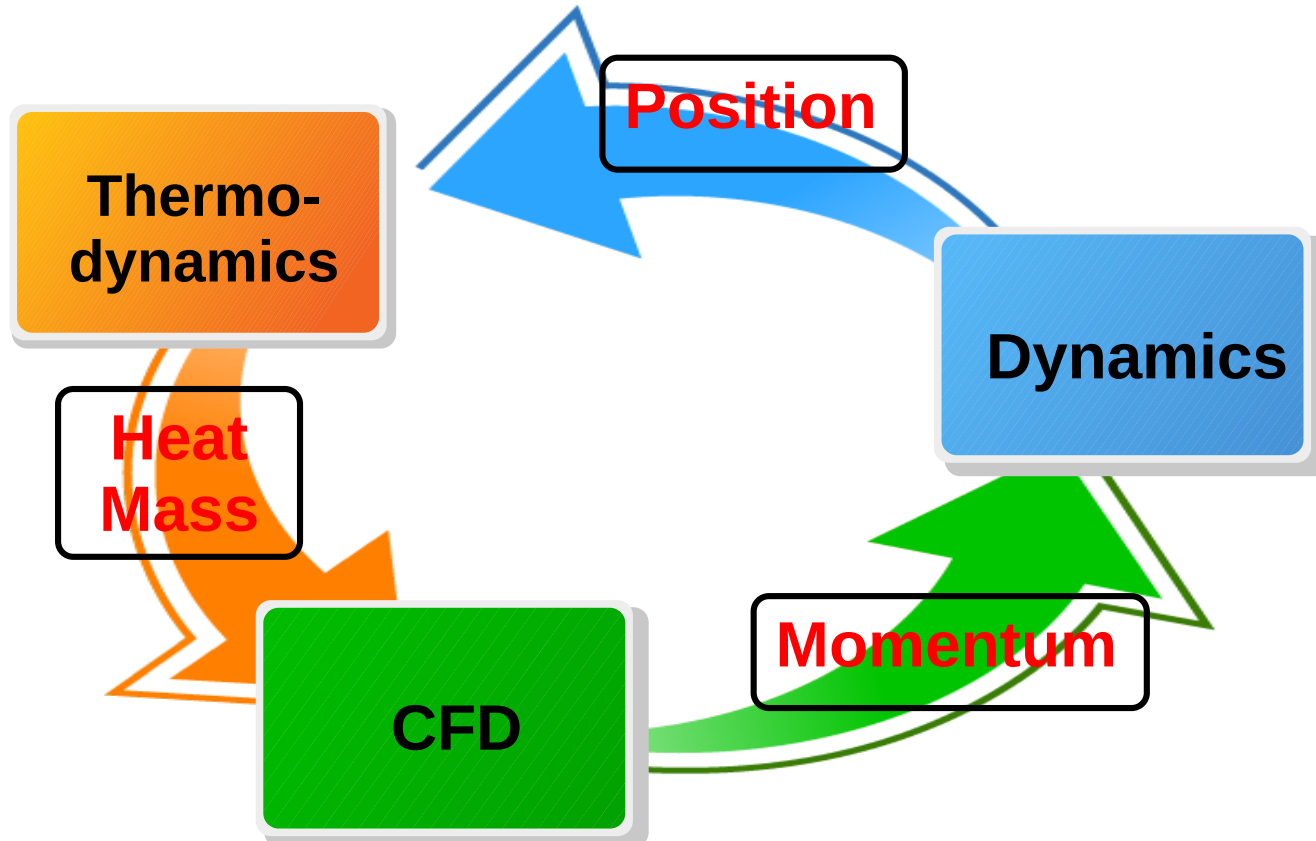 Position
Thermo-
dynamics
Dynamics
Heat
Mass
Momentum
CFD